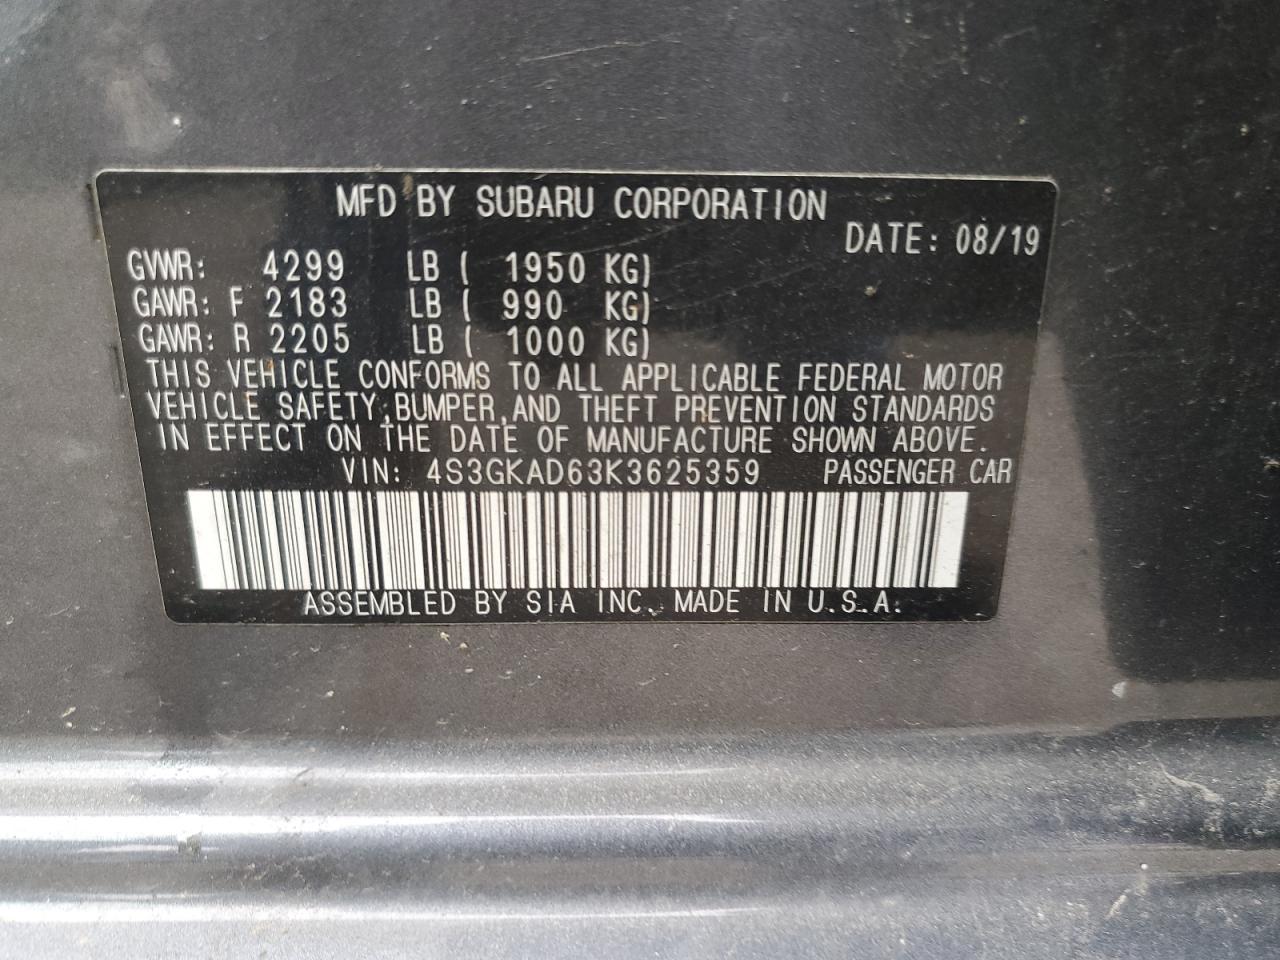 MFD BY SUBARU CORPORATION
DATE: 08/19
GVWR: 4299 LB ( 1950 KG)
GAWR: F 2183 LB ( 990 KG)
GAWR: R 2205 LB ( 1000 KG)
THIS VEHICLE CONFORMS TO ALL APPLICABLE FEDERAL MOTOR
VEHICLE SAFETY,BUMPER,AND THEFT PREVENTION STANDARDS
IN EFFECT ON THE DATE OF MANUFACTURE SHOWN ABOVE.
VIN: 4S3GKAD63K3625359 PASSENGER CAR
ASSEMBLED BY SIA INC. MADE IN U.S.A.